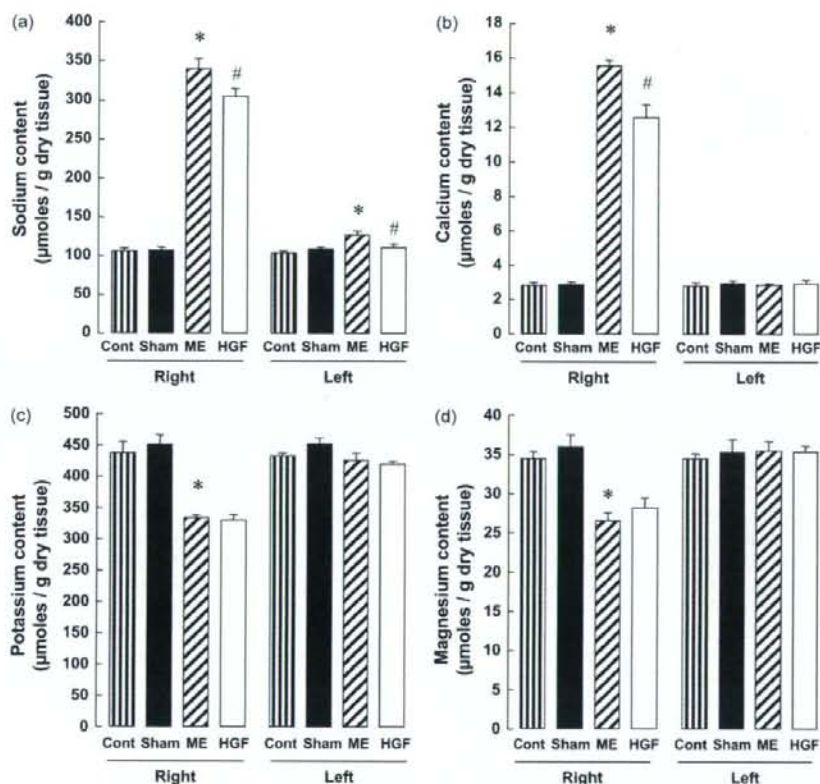 (a)
Sodium content
(µmoles / g dry tissue)
400
350
300
250
200
150
100
50
0
*
#
*
#
Cont Sham ME HGF Cont Sham ME HGF
Right Left
(b)
Calcium content
(µmoles / g dry tissue)
18
16
14
12
10
8
6
4
2
0
*
#
Cont Sham ME HGF Cont Sham ME HGF
Right Left
(c)
Potassium content
(µmoles / g dry tissue)
500
450
400
350
300
250
200
150
100
50
0
*
Cont Sham ME HGF Cont Sham ME HGF
Right Left
(d)
Magnesium content
(µmoles / g dry tissue)
45
40
35
30
25
20
15
10
5
0
*
Cont Sham ME HGF Cont Sham ME HGF
Right Left